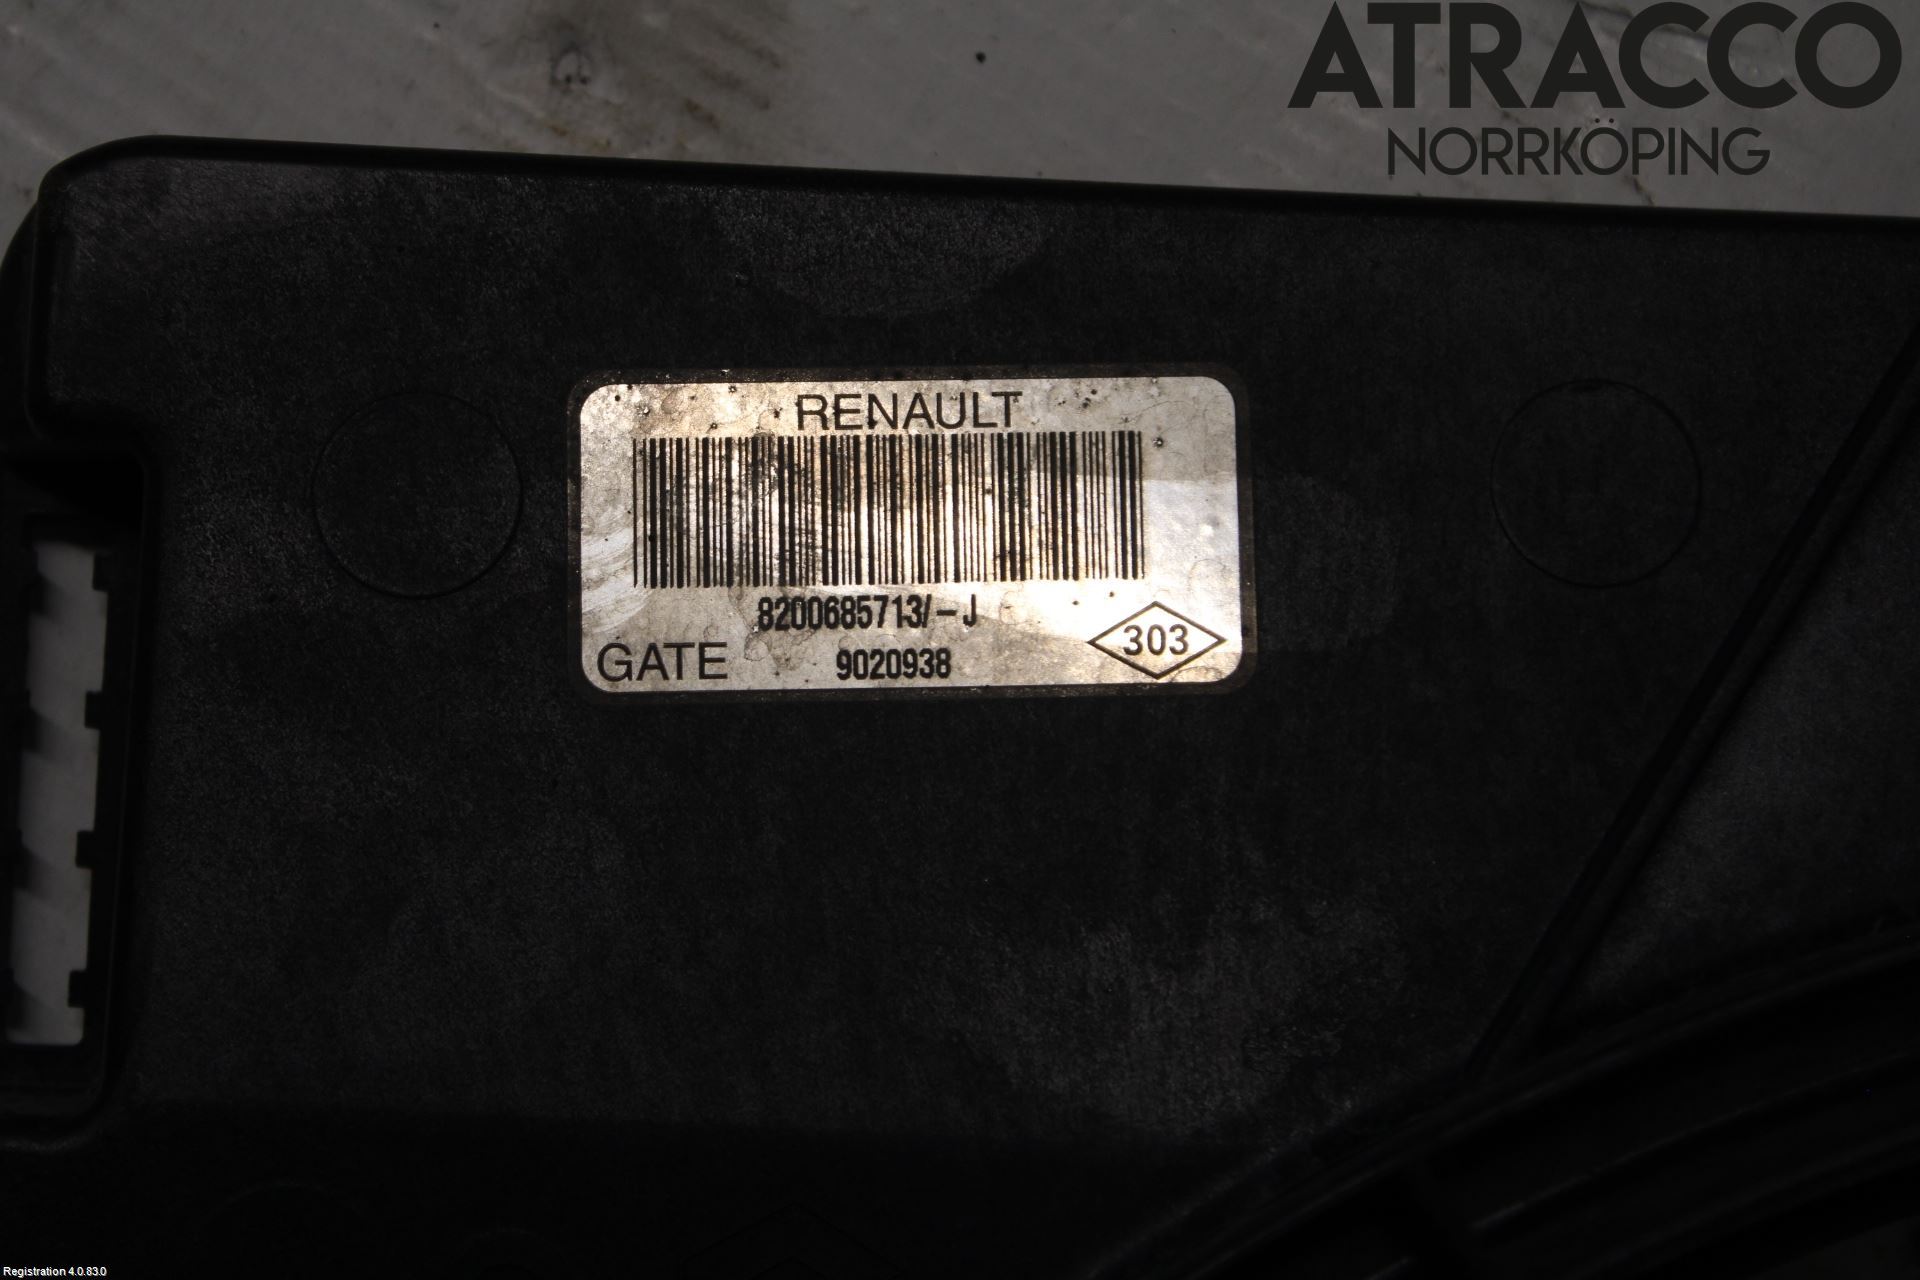 ATRACCO
NORRKÖPING
RENAULT
8200685713/-J
GATE 9020938 303
Registration 4.0.83.0